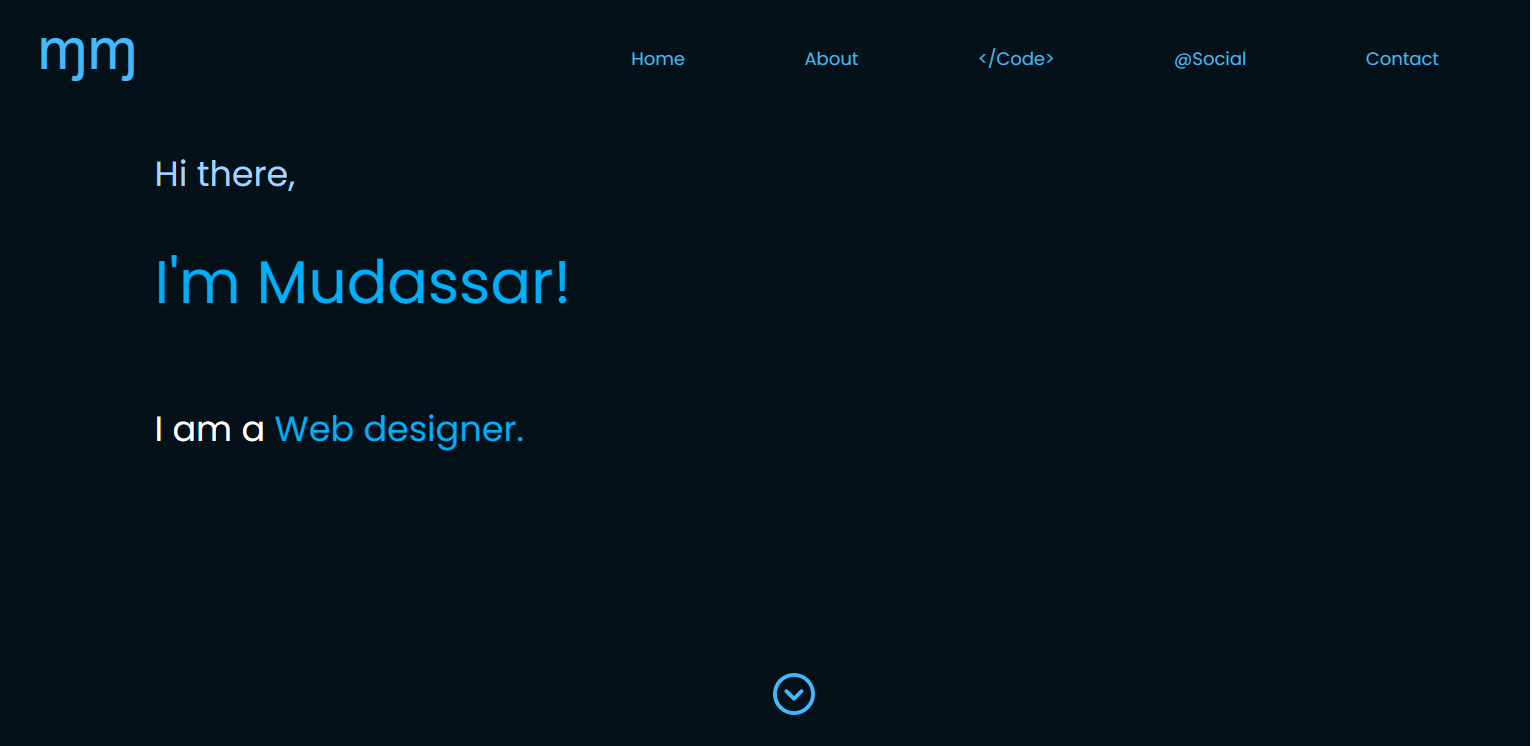 ɱɱ
Home About </Code> @Social Contact
Hi there,
I'm Mudassar!
I am a Web designer.